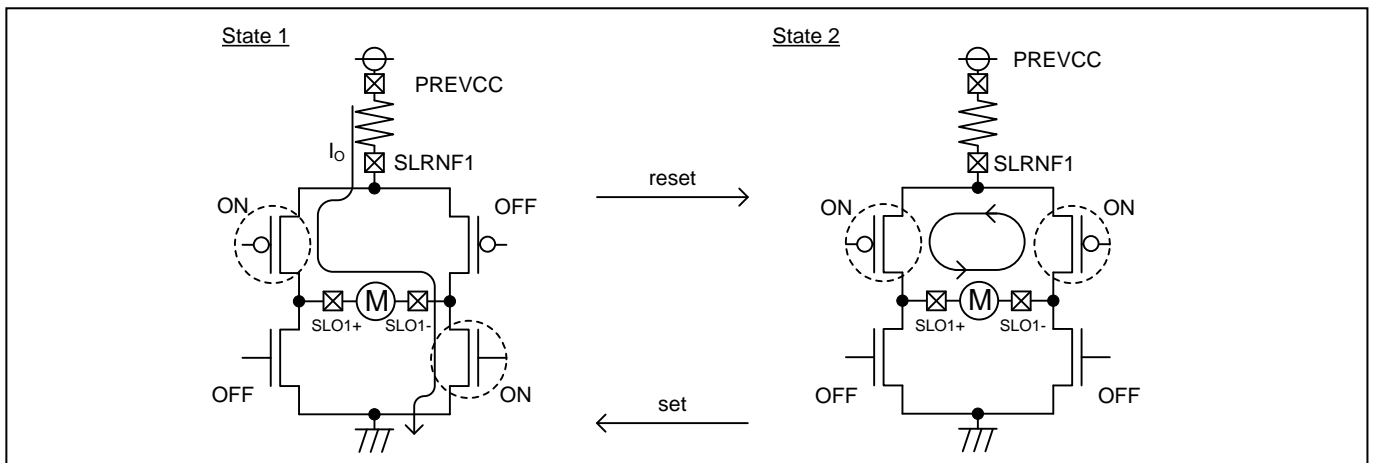 State 1
PREVCC
I_O
SLRNF1
ON
OFF
M
SLO1+
SLO1-
OFF
ON
reset
set
State 2
PREVCC
SLRNF1
ON
ON
M
SLO1+
SLO1-
OFF
OFF